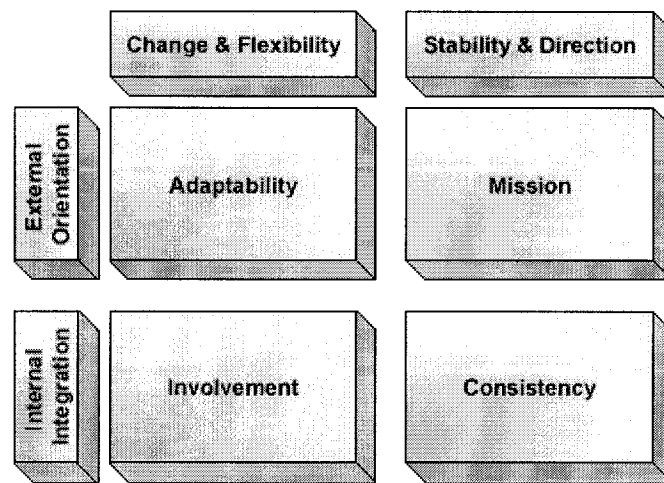 Change & Flexibility
Stability & Direction
External
Orientation
Adaptability
Mission
Internal
Integration
Involvement
Consistency